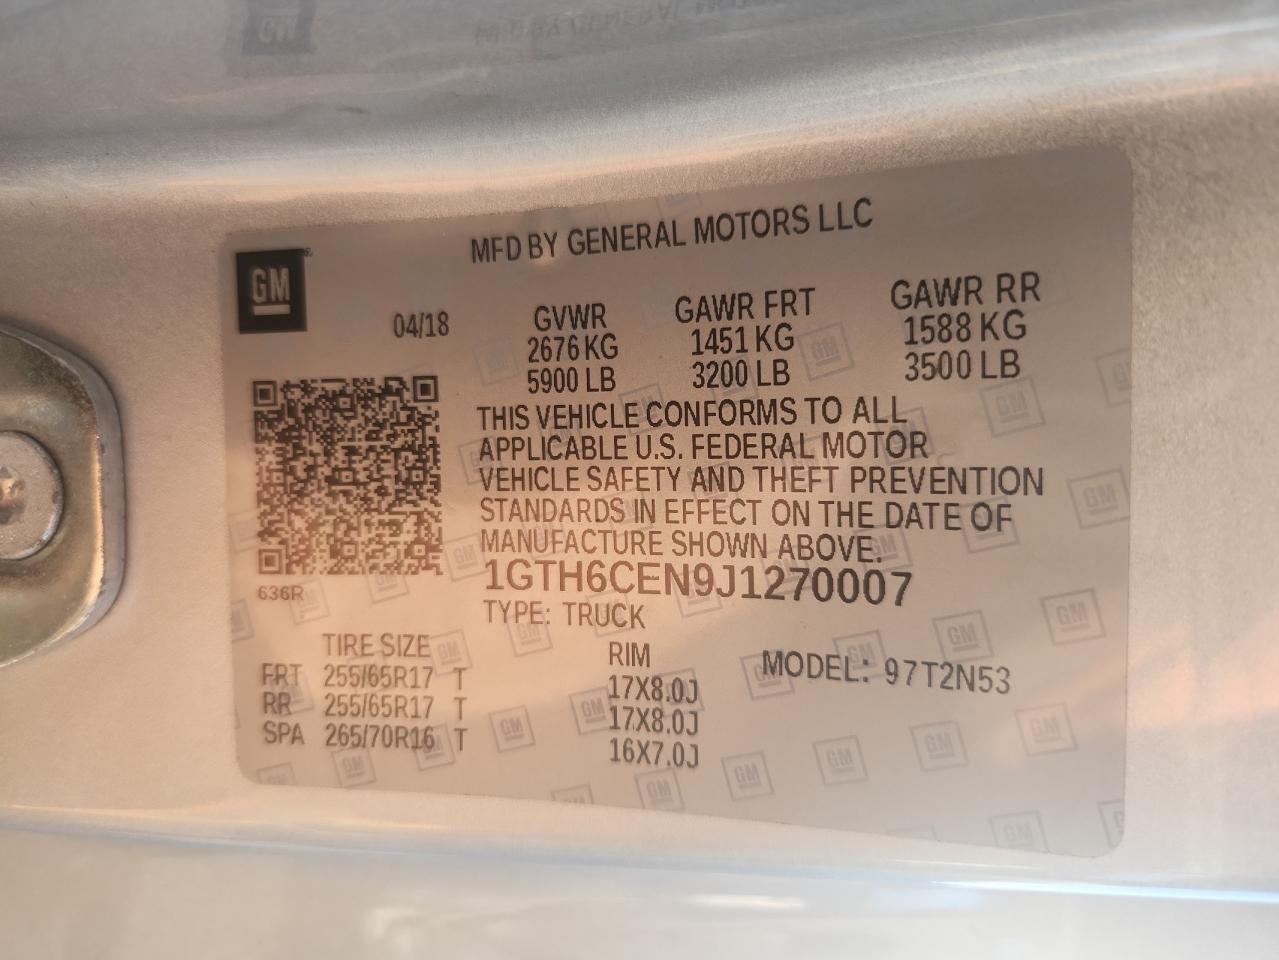 MFD BY GENERAL MOTORS LLC
GM
04/18 GVWR GAWR FRT GAWR RR
2676 KG 1451 KG 1588 KG
5900 LB 3200 LB 3500 LB
THIS VEHICLE CONFORMS TO ALL
APPLICABLE U.S. FEDERAL MOTOR
VEHICLE SAFETY AND THEFT PREVENTION
STANDARDS IN EFFECT ON THE DATE OF
MANUFACTURE SHOWN ABOVE.
1GTH6CEN9J1270007
636R
TYPE: TRUCK
TIRE SIZE RIM MODEL: 97T2N53
FRT 255/65R17 T 17X8.0J
RR 255/65R17 T 17X8.0J
SPA 265/70R16 T 16X7.0J